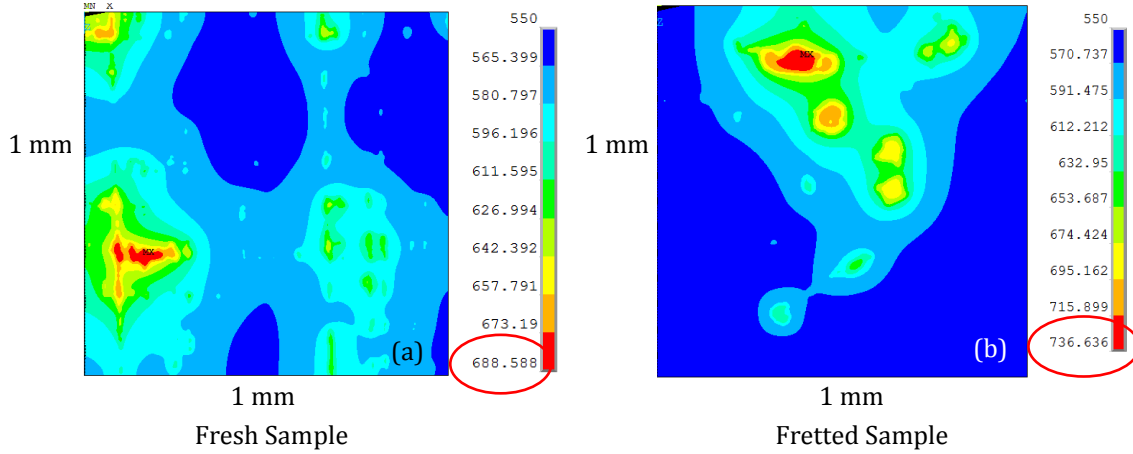 MN X
Z
1 mm
(a)
550
565.399
580.797
596.196
611.595
626.994
642.392
657.791
673.19
688.588
MX
1 mm
Fresh Sample
Z
1 mm
MX
(b)
550
570.737
591.475
612.212
632.95
653.687
674.424
695.162
715.899
736.636
1 mm
Fretted Sample